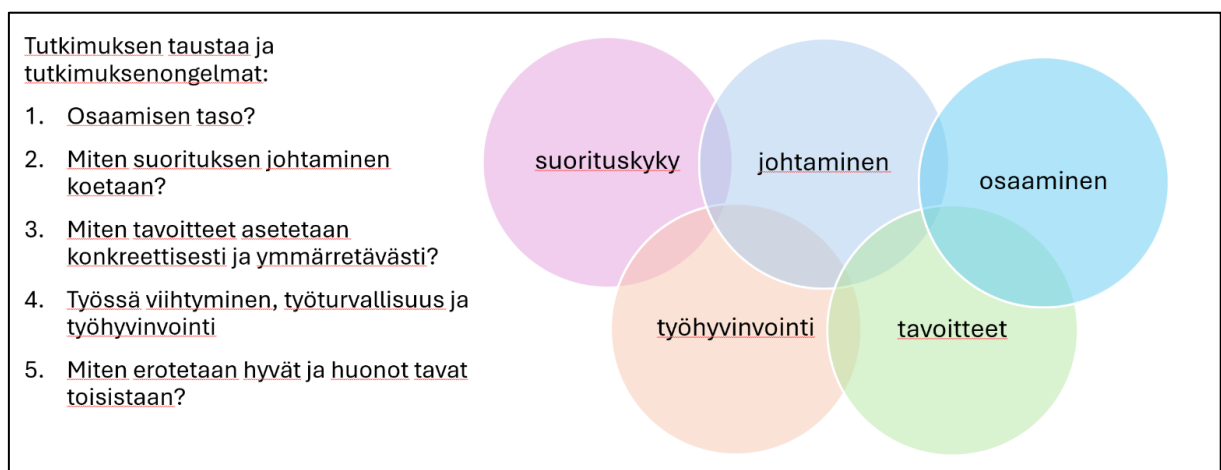 Tutkimuksen taustaa ja
tutkimuksenongelmat:
1. Osaamisen taso?
2. Miten suorituksen johtaminen
koetaan?
3. Miten tavoitteet asetetaan
konkreettisesti ja ymmärretävästi?
4. Työssä viihtyminen, työturvallisuus ja
työhyvinvointi
5. Miten erotetaan hyvät ja huonot tavat
toisistaan?
suorituskyky
johtaminen
osaaminen
työhyvinvointi
tavoitteet